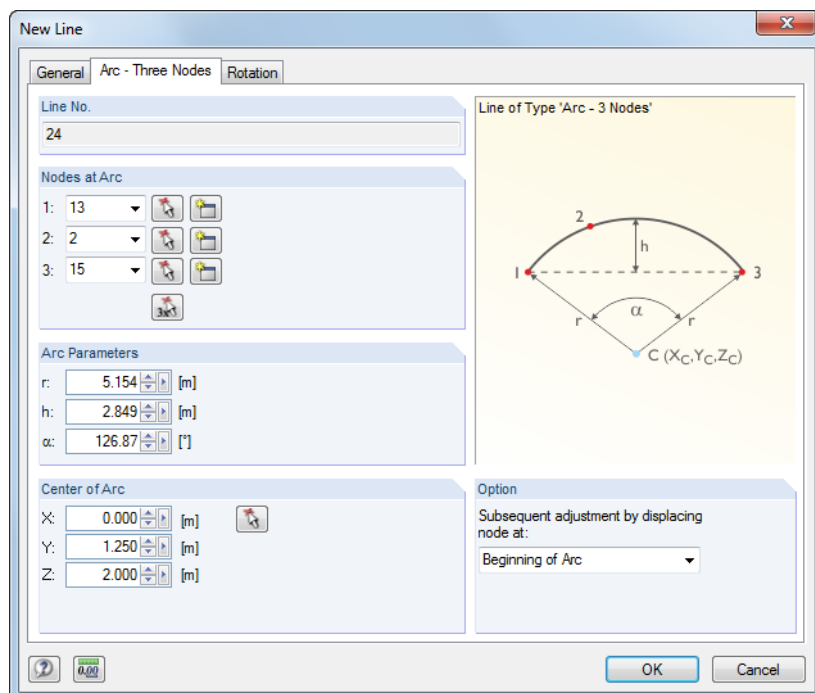 New Line
General
Arc - Three Nodes
Rotation
Line No.
24
Nodes at Arc
1: 13
2: 2
3: 15
3x
Arc Parameters
r: 5.154 [m]
h: 2.849 [m]
α: 126.87 [°]
Center of Arc
X: 0.000 [m]
Y: 1.250 [m]
Z: 2.000 [m]
Line of Type 'Arc - 3 Nodes'
2
h
1
3
α
r
r
C (XC,YC,ZC)
Option
Subsequent adjustment by displacing
node at:
Beginning of Arc
0.00
OK
Cancel